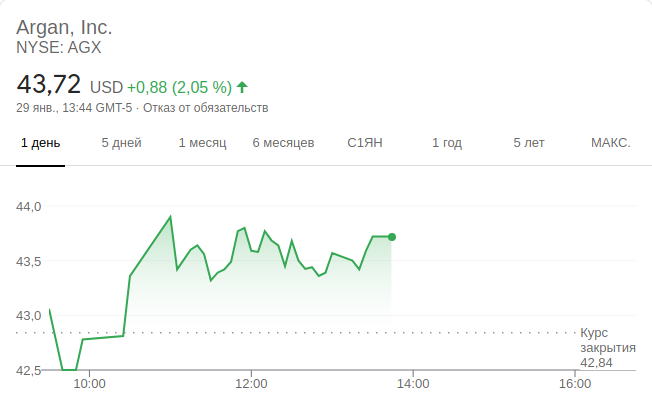 Argan, Inc.
NYSE: AGX
43,72 USD +0,88 (2,05 %)
29 янв., 13:44 GMT-5 · Отказ от обязательств
1 день 5 дней 1 месяц 6 месяцев С1ЯН 1 год 5 лет МАКС.
44,0
43,5
43,0
Курс
закрытия
42,84
42,5
10:00 12:00 14:00 16:00